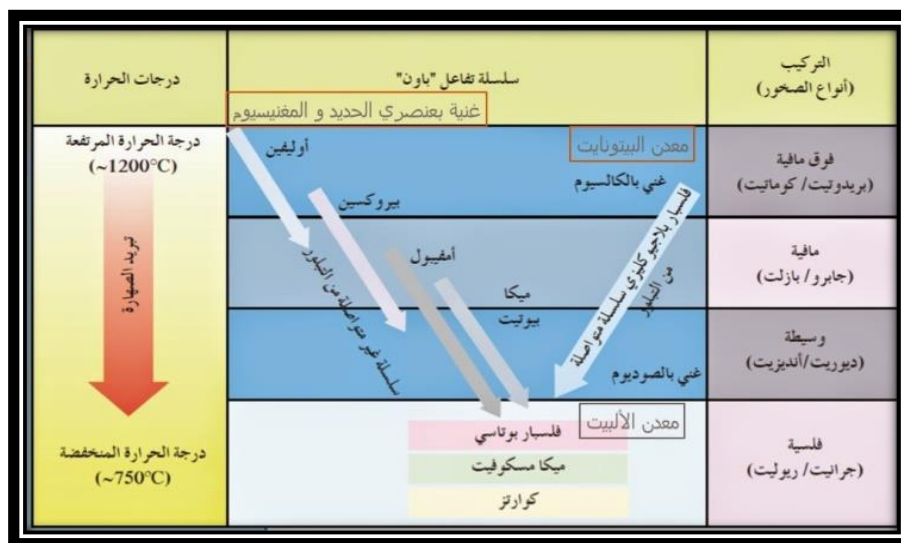 التركيب
(أنواع الصخور)
سلسلة تفاعل "باون"
درجات الحرارة
غنية بعنصري الحديد و المغنيسيوم
فوق مافية
(بريدوتيت/ كوماتيت)
معدن البيتونايت
غني بالكالسيوم
أوليفين
بيروكسين
درجة الحرارة المرتفعة
(~1200°C)
مافية
(جابرو/ بازلت)
فلسبار بلاجيوكليزي سلسلة متواصلة
من التبلور
أمفيبول
ميكا
بيوتيت
سلسلة غير متواصلة من التبلور
تبريد الصهارة
وسيطة
(ديوريت/أنديزيت)
غني بالصوديوم
فلسية
(جرانيت/ ريوليت)
معدن الألبيت
فلسبار بوتاسي
ميكا مسكوفيت
كوارتز
درجة الحرارة المنخفضة
(~750°C)